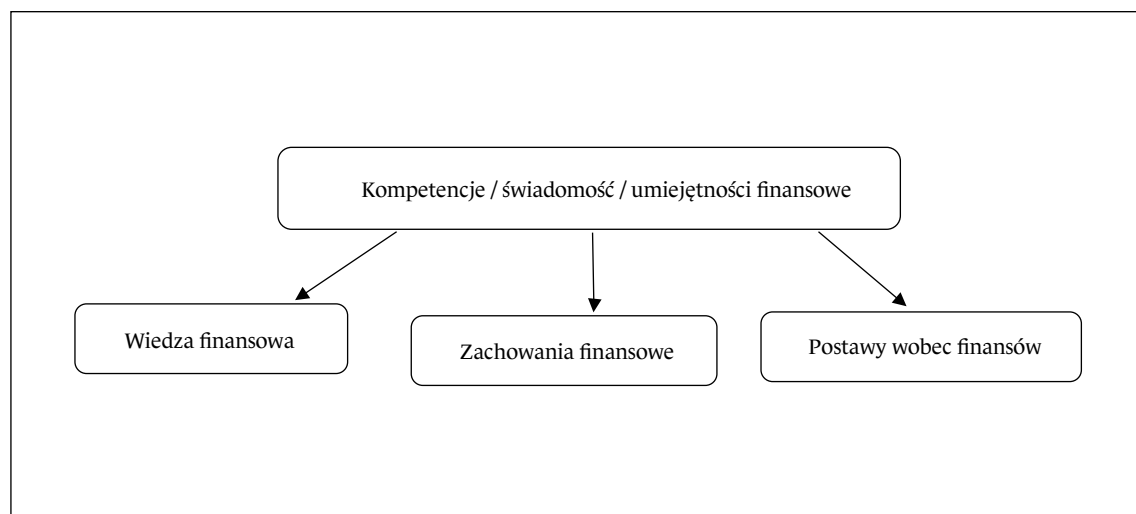 Kompetencje / świadomość / umiejętności finansowe
Wiedza finansowa
Zachowania finansowe
Postawy wobec finansów